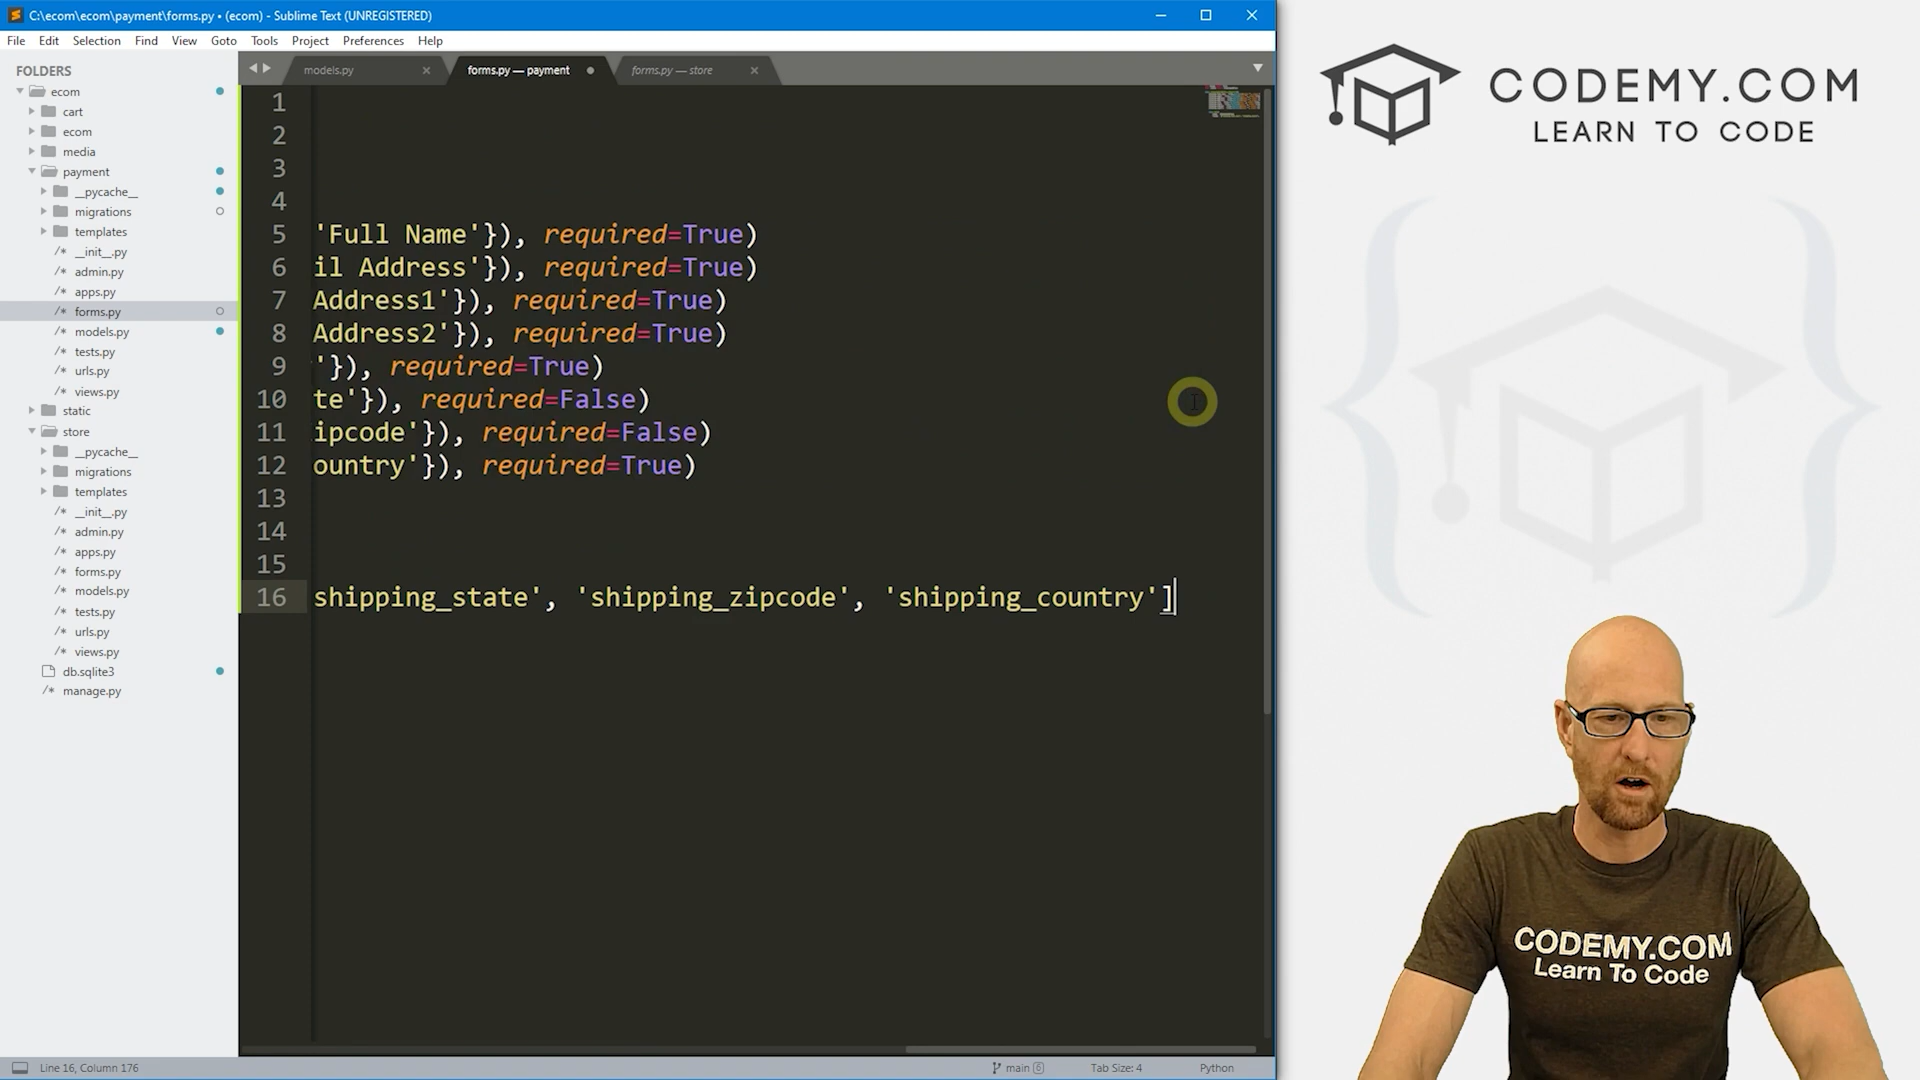 C:\ecom\ecom\payment\forms.py • (ecom) - Sublime Text (UNREGISTERED)
File Edit Selection Find View Goto Tools Project Preferences Help
FOLDERS
ecom
cart
ecom
media
payment
__pycache__
migrations
templates
/* __init__.py
/* admin.py
/* apps.py
/* forms.py
/* models.py
/* tests.py
/* urls.py
/* views.py
static
store
__pycache__
migrations
templates
/* __init__.py
/* admin.py
/* apps.py
/* forms.py
/* models.py
/* tests.py
/* urls.py
/* views.py
db.sqlite3
/* manage.py
models.py
forms.py — payment
forms.py — store
1
2
3
4
5 'Full Name'}), required=True)
6 il Address'}), required=True)
7 Address1'}), required=True)
8 Address2'}), required=True)
9 '}), required=True)
10 te'}), required=False)
11 ipcode'}), required=False)
12 ountry'}), required=True)
13
14
15
16 shipping_state', 'shipping_zipcode', 'shipping_country']
Line 16, Column 176
main 6
Tab Size: 4
Python
CODEMY.COM
LEARN TO CODE
CODEMY.COM
Learn To Code